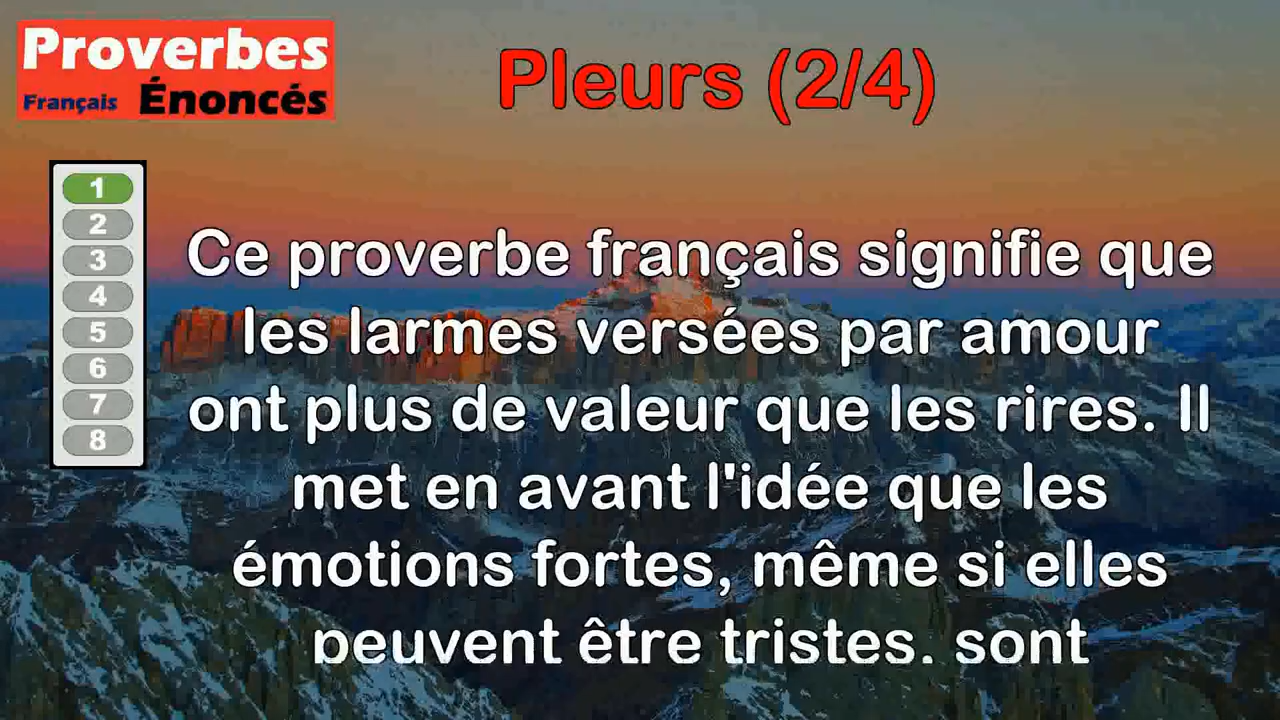 Proverbes
Français Énoncés
Pleurs (2/4)
1
2
3
4
5
6
7
8
Ce proverbe français signifie que
les larmes versées par amour
ont plus de valeur que les rires. Il
met en avant l'idée que les
émotions fortes, même si elles
peuvent être tristes, sont